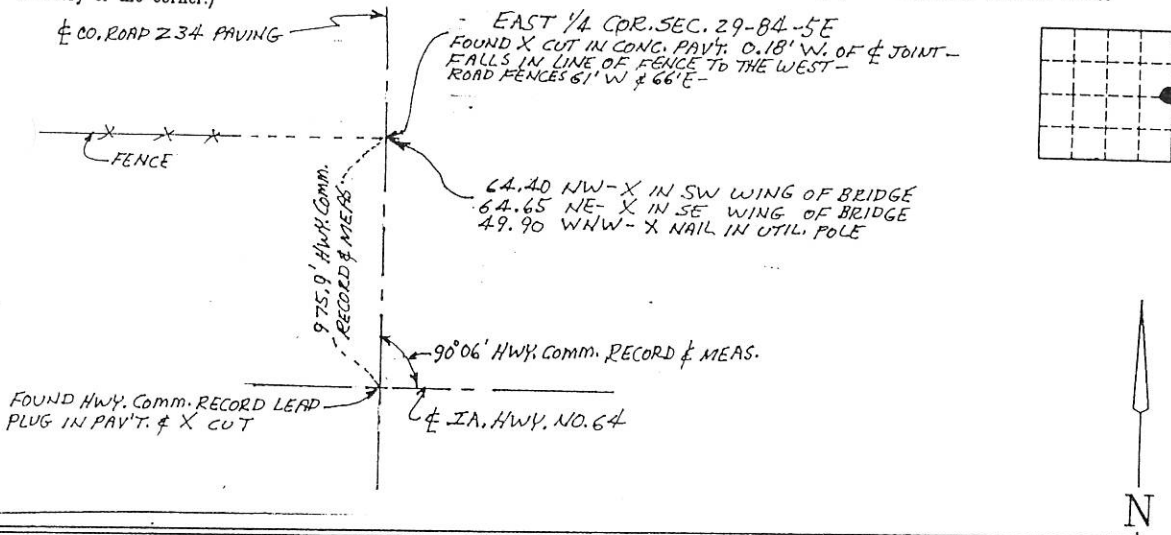 ℄ CO. ROAD Z34 PAVING
EAST 1/4 COR. SEC. 29-84-5E
FOUND X CUT IN CONC. PAV'T. 0.18' W. OF ℄ JOINT-
FALLS IN LINE OF FENCE TO THE WEST-
ROAD FENCES 61' W & 66' E-
FENCE
64.40 NW-X IN SW WING OF BRIDGE
64.65 NE- X IN SE WING OF BRIDGE
49.90 WNW- X NAIL IN UTIL. POLE
975.9' HWY. COMM.
RECORD & MEAS.
90°06' HWY. COMM. RECORD & MEAS.
FOUND HWY. COMM. RECORD LEAD
PLUG IN PAV'T. & X CUT
℄ IA. HWY. NO. 64
N